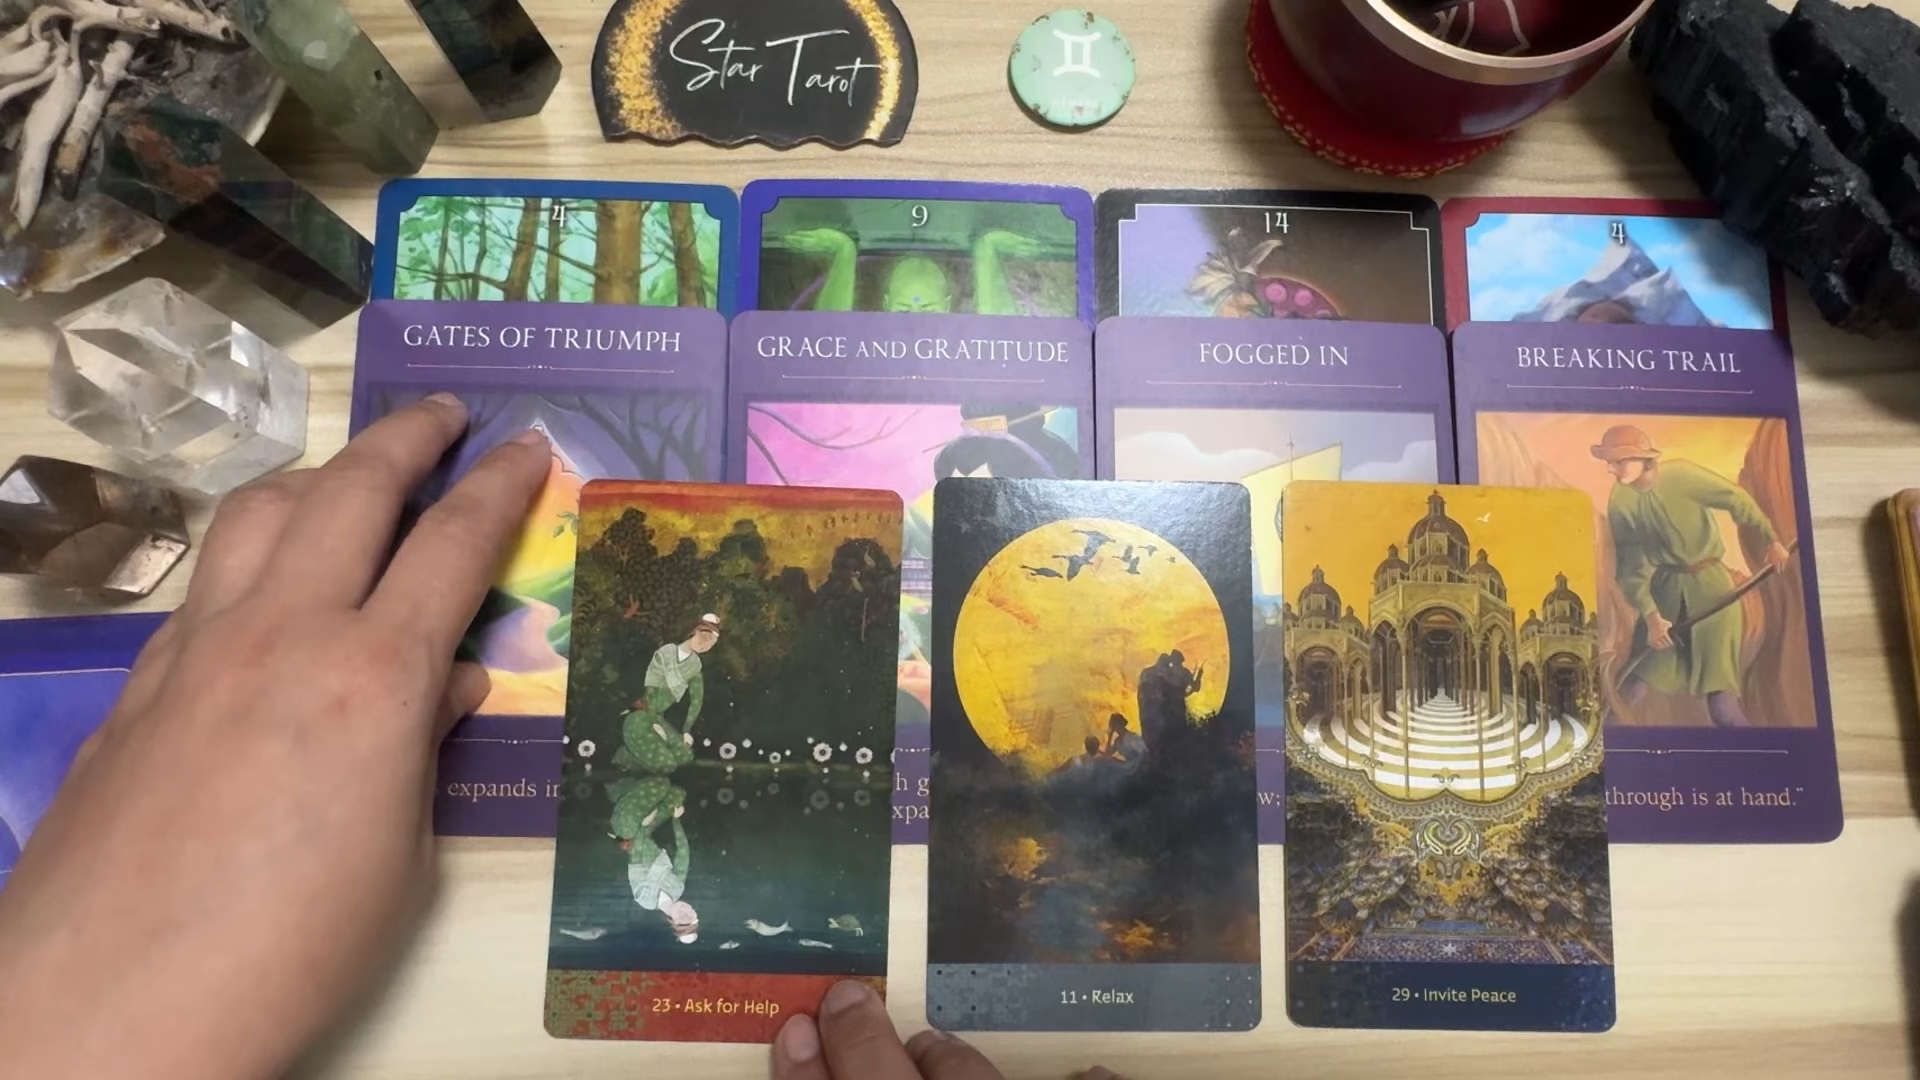 Star Tarot
4
9
14
4
GATES OF TRIUMPH
GRACE AND GRATITUDE
FOGGED IN
BREAKING TRAIL
expands
through is at hand."
23 • Ask for Help
11 • Relax
29 • Invite Peace